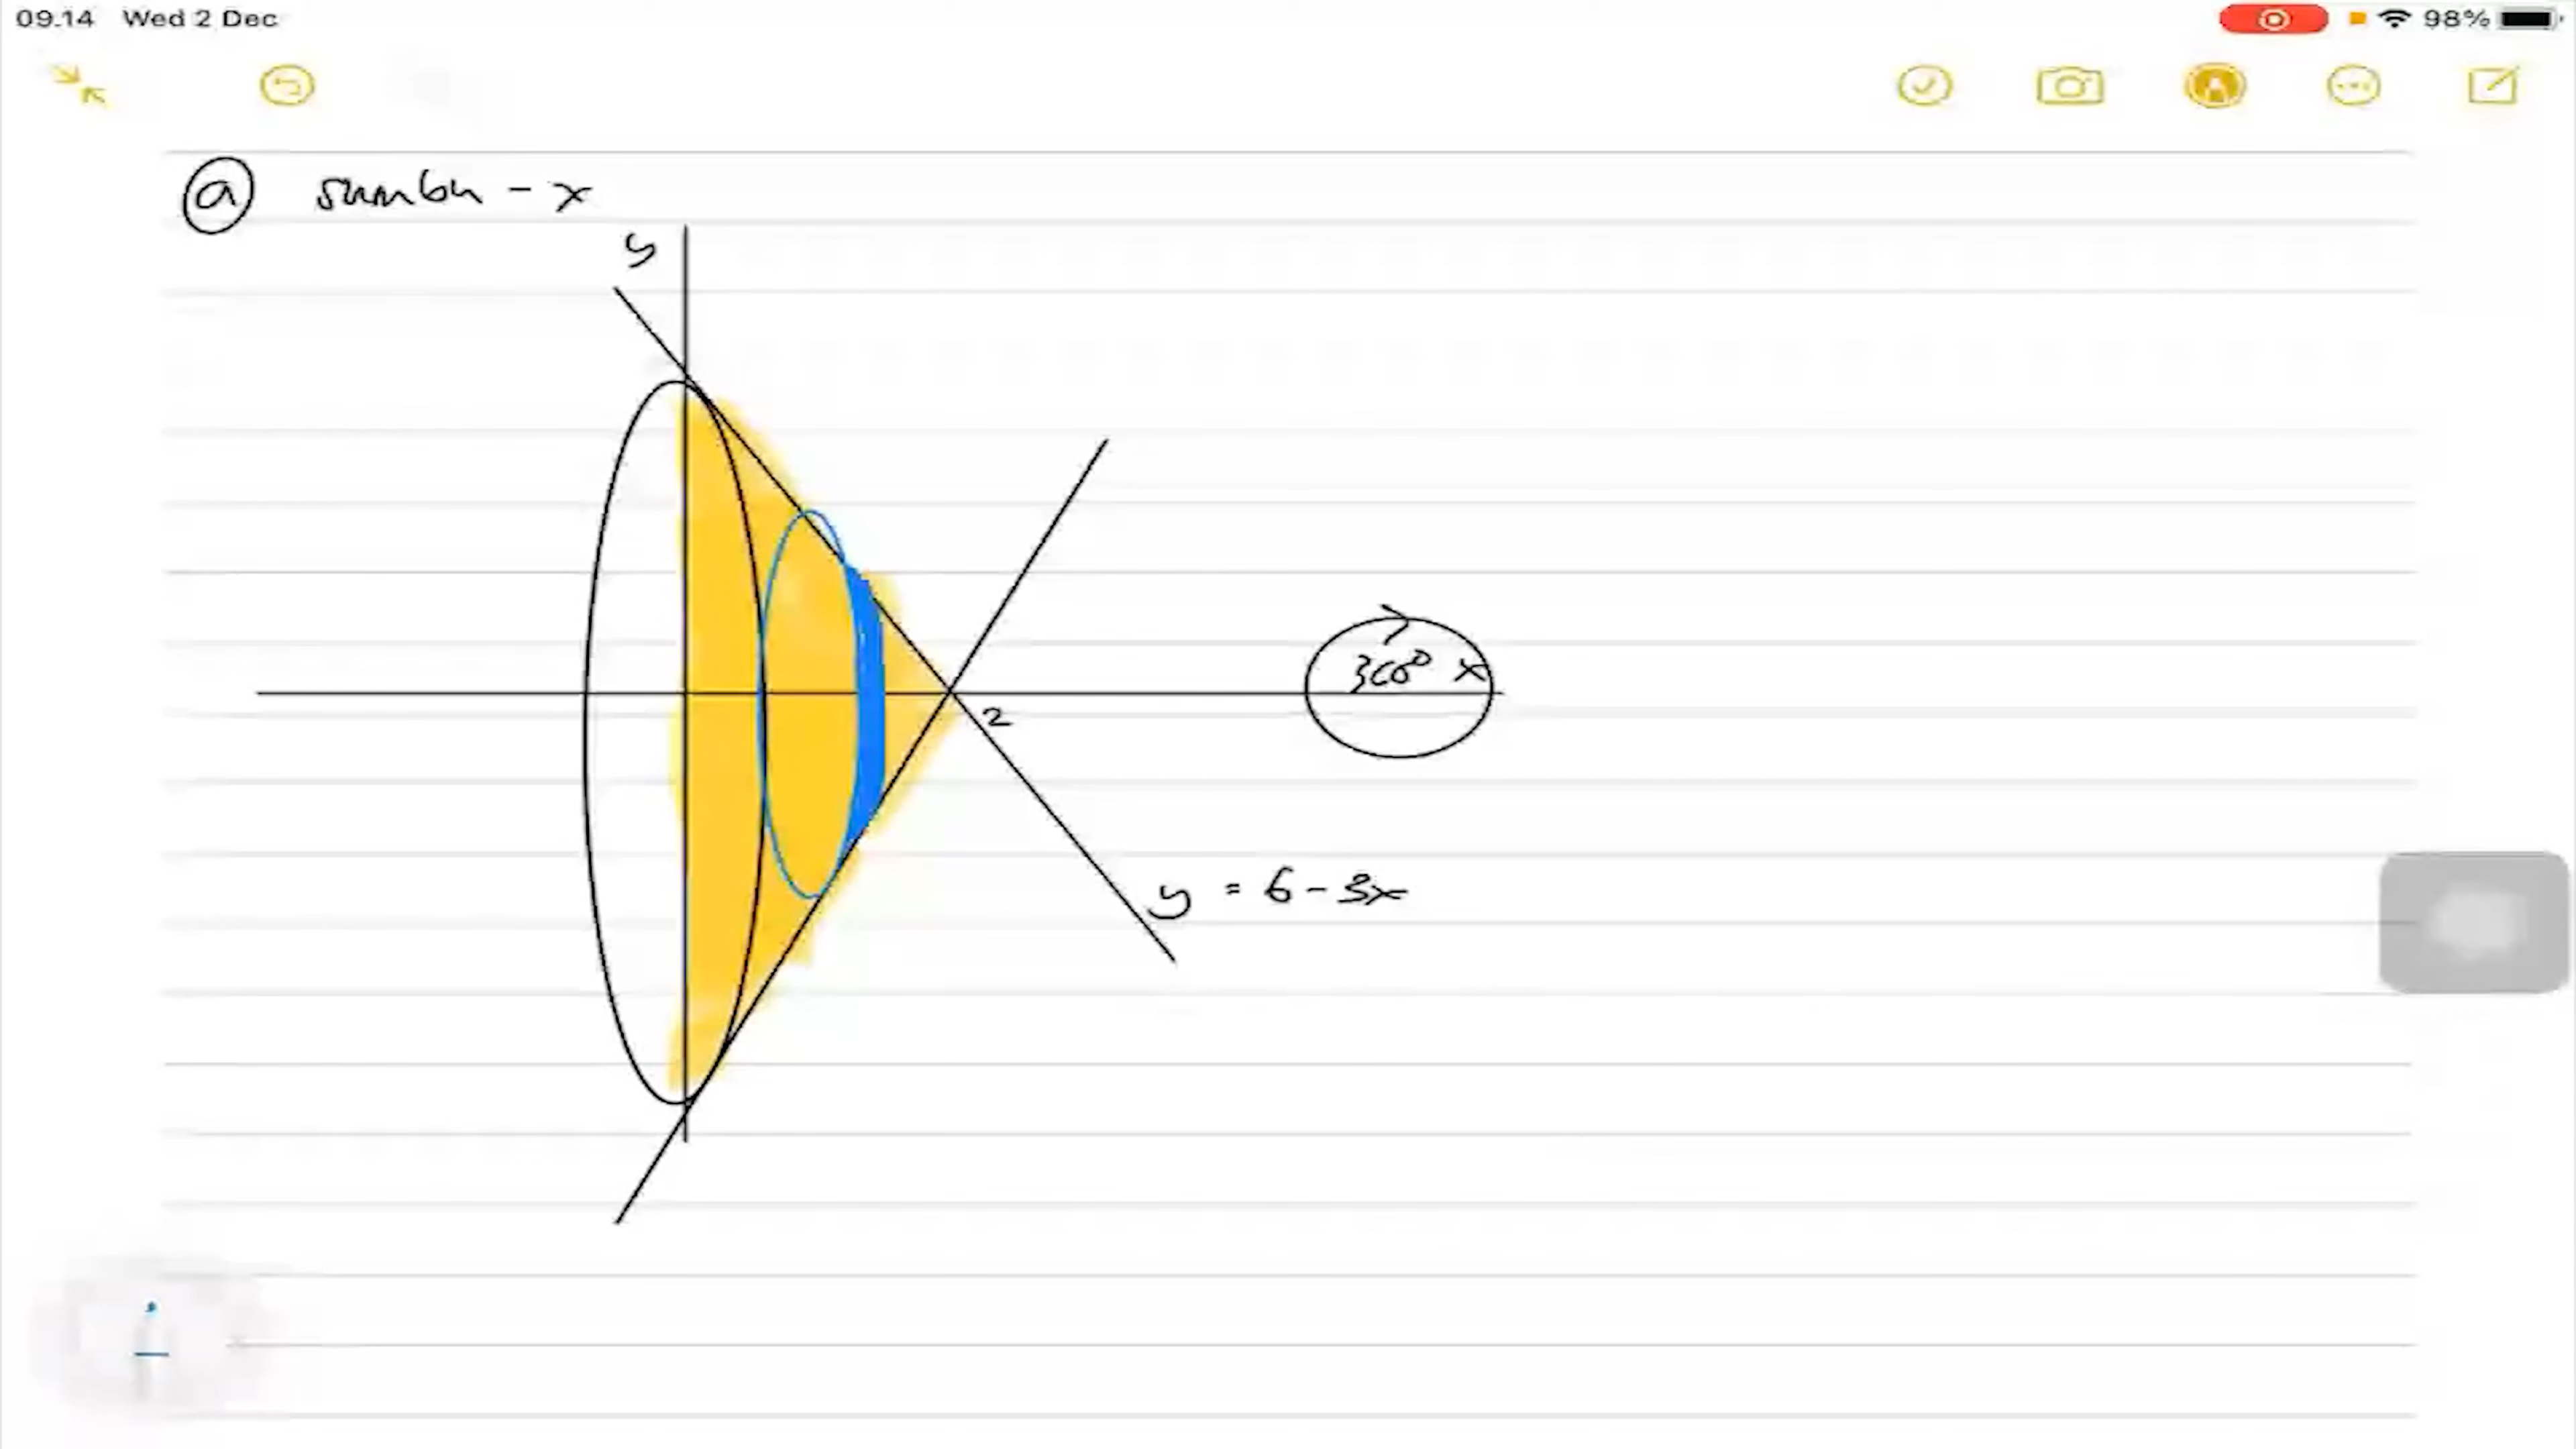 09.14 Wed 2 Dec
98%
a sumbu - x
y
360° x
2
y = 6 - 3x